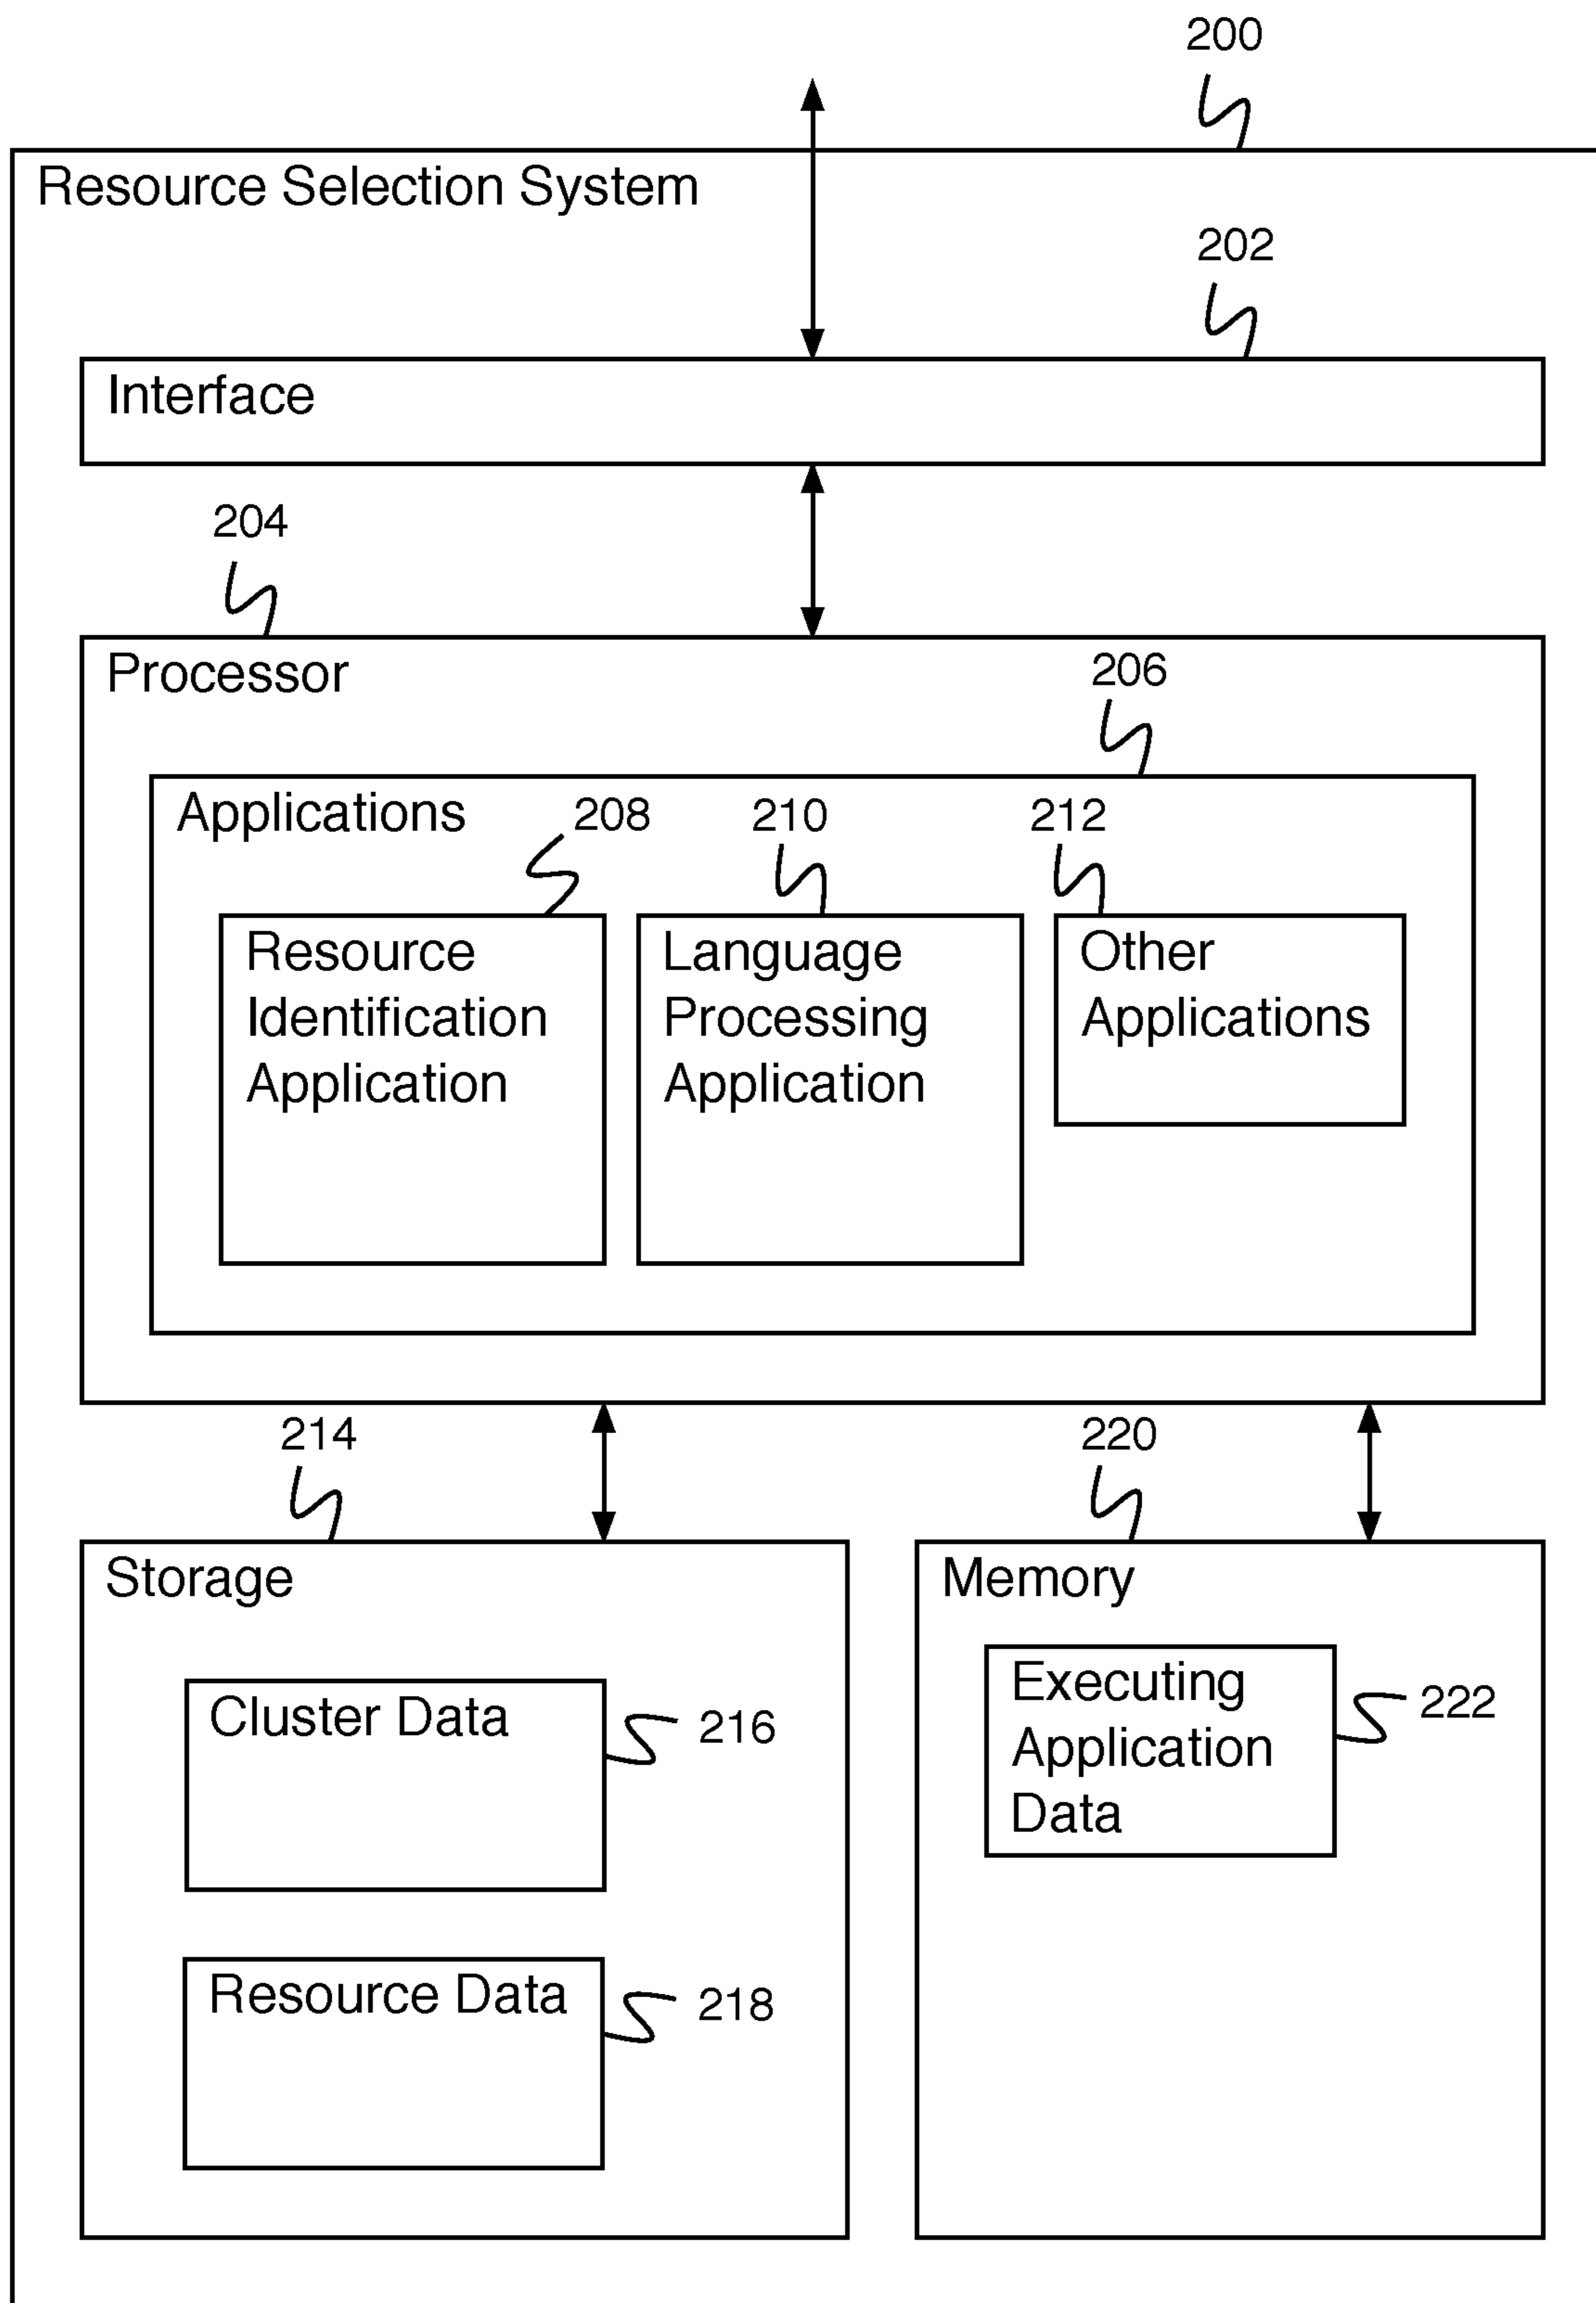 200
Resource Selection System
202
Interface
204
Processor
206
Applications
208
210
212
Resource
Identification
Application
Language
Processing
Application
Other
Applications
214
220
Storage
Cluster Data
216
Resource Data
218
Memory
Executing
Application
Data
222